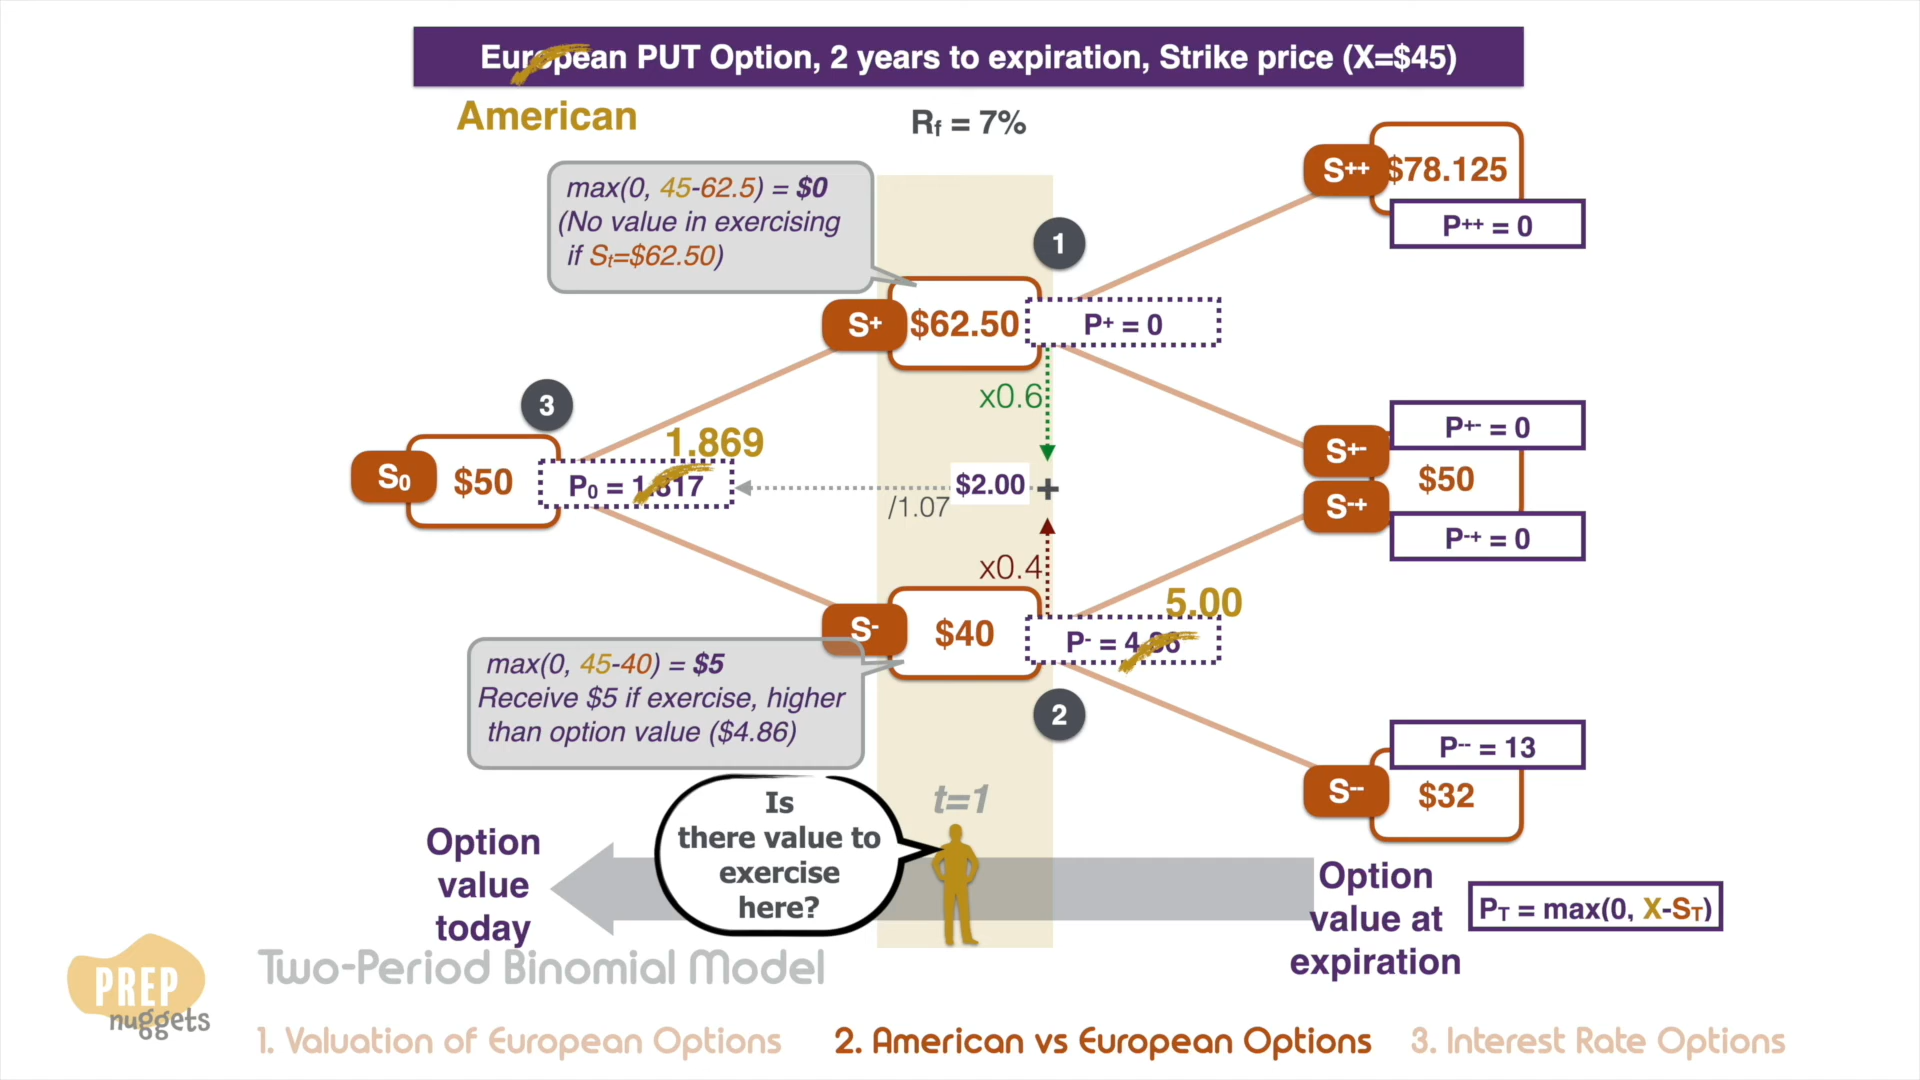 European PUT Option, 2 years to expiration, Strike price (X=$45)
American
Rf = 7%
max(0, 45-62.5) = $0
(No value in exercising
if St=$62.50)
1
S++
$78.125
P++ = 0
S+
$62.50
P+ = 0
x0.6
3
1.869
S0
$50
P0 = 1.817
/1.07
$2.00
+
P+- = 0
S+-
$50
S-+
P-+ = 0
x0.4
5.00
S-
$40
P- = 4.86
max(0, 45-40) = $5
Receive $5 if exercise, higher
than option value ($4.86)
2
P-- = 13
S--
$32
Is
there value to
exercise
here?
t=1
Option
value
today
Option
value at
expiration
PT = max(0, X-ST)
PREP
nuggets
Two-Period Binomial Model
1. Valuation of European Options
2. American vs European Options
3. Interest Rate Options